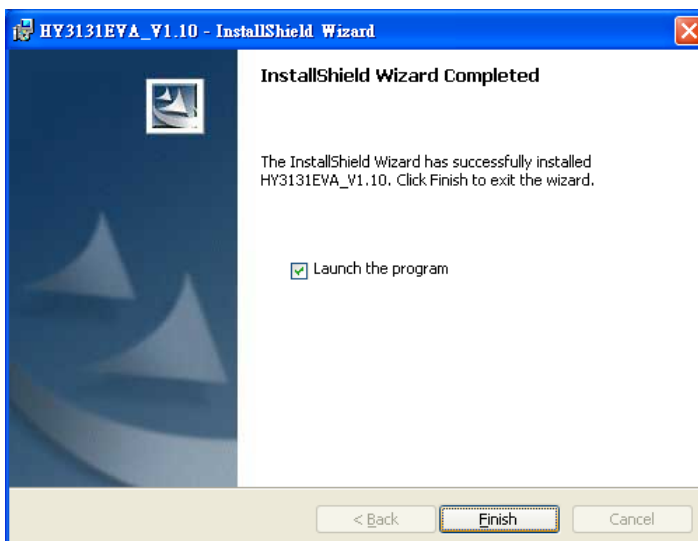 HY3131EVA_V1.10 - InstallShield Wizard
InstallShield Wizard Completed
The InstallShield Wizard has successfully installed
HY3131EVA_V1.10. Click Finish to exit the wizard.
Launch the program
< Back
Finish
Cancel